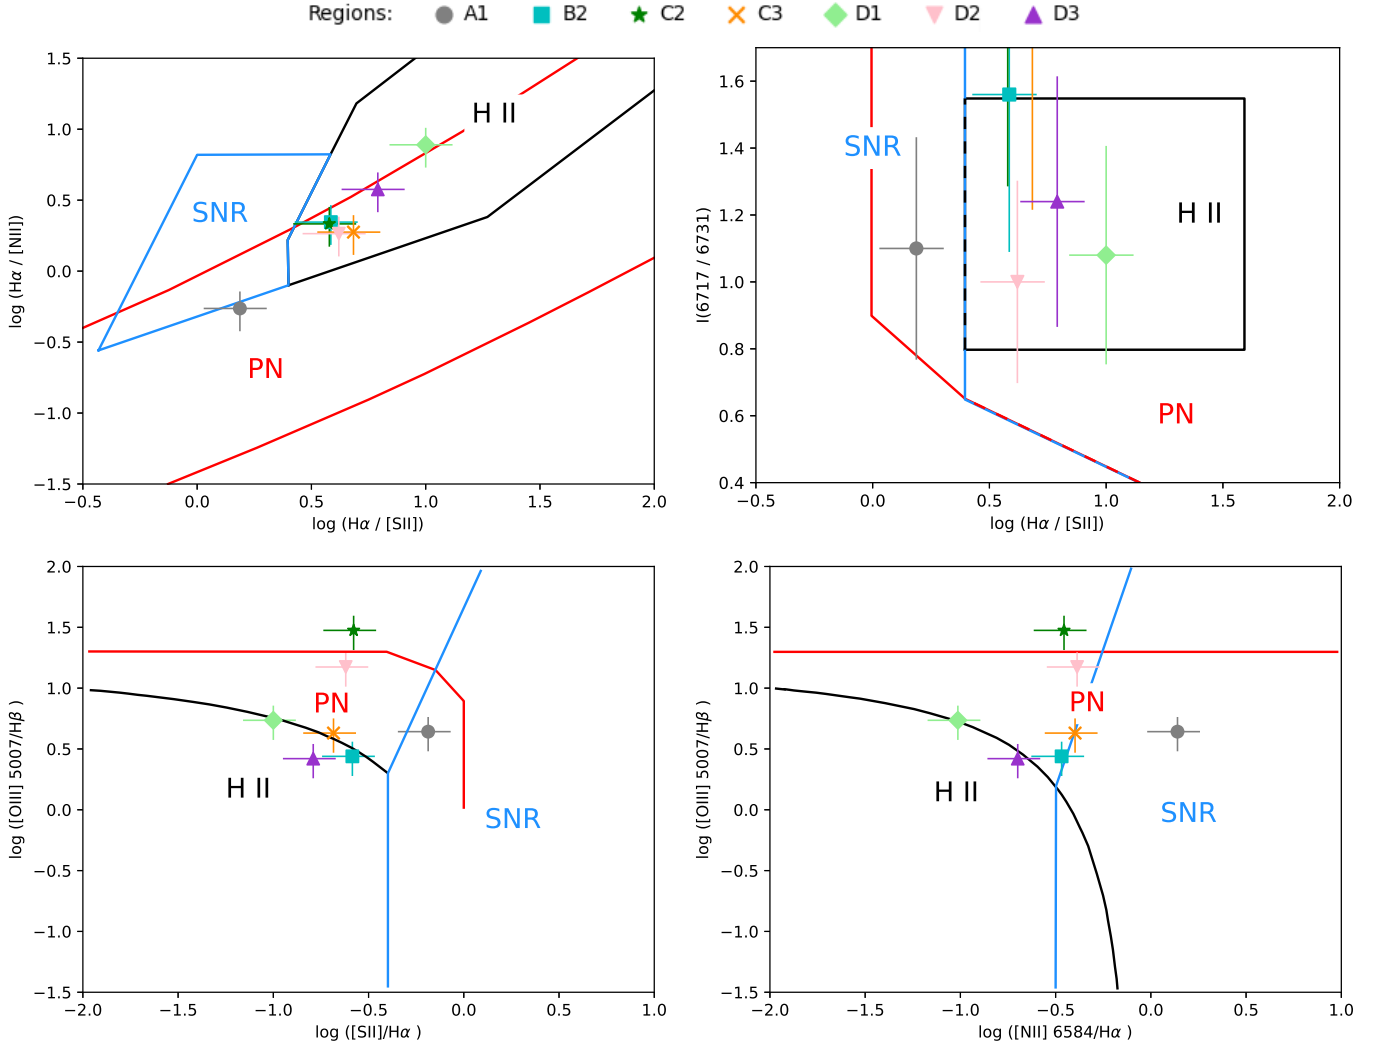 Regions: A1 B2 C2 C3 D1 D2 D3
1.5
1.0
0.5
0.0
−0.5
−1.0
−1.5
log (Hα / [NII])
SNR
H II
PN
−0.5 0.0 0.5 1.0 1.5 2.0
log (Hα / [SII])
1.6
1.4
1.2
1.0
0.8
0.6
0.4
I(6717 / 6731)
SNR
H II
PN
−0.5 0.0 0.5 1.0 1.5 2.0
log (Hα / [SII])
2.0
1.5
1.0
0.5
0.0
−0.5
−1.0
−1.5
log ([OIII] 5007/Hβ )
PN
H II
SNR
−2.0 −1.5 −1.0 −0.5 0.0 0.5 1.0
log ([SII]/Hα )
2.0
1.5
1.0
0.5
0.0
−0.5
−1.0
−1.5
log ([OIII] 5007/Hβ )
PN
H II
SNR
−2.0 −1.5 −1.0 −0.5 0.0 0.5 1.0
log ([NII] 6584/Hα )